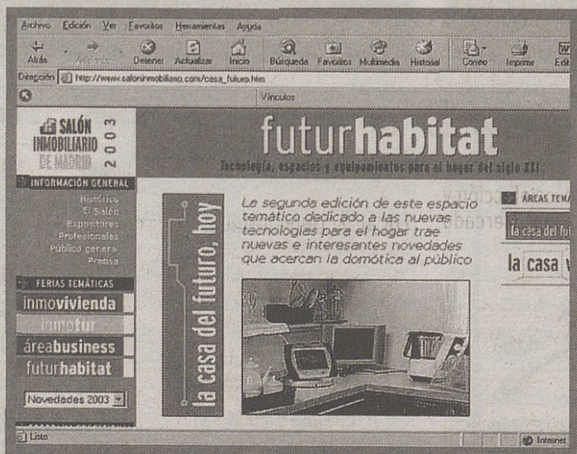 Archivo Edición Ver Favoritos Herramientas Ayuda
Atrás Adelante Detener Actualizar Inicio Búsqueda Favoritos Multimedia Historial Correo Imprimir Edit
Dirección http://www.saloninmobiliario.com/casa_futuro.htm
Vínculos
SALÓN
INMOBILIARIO
DE MADRID
2003
futurhabitat
Tecnología, espacios y equipamientos para el hogar del siglo XXI
INFORMACIÓN GENERAL
Histórico
El Salón
Expositores
Profesionales
Público general
Prensa
FERIAS TEMÁTICAS
inmovivienda
inmotur
áreabusiness
futurhabitat
Novedades 2003
la casa del futuro, hoy
La segunda edición de este espacio
temático dedicado a las nuevas
tecnologías para el hogar trae
nuevas e interesantes novedades
que acercan la domótica al público
ÁREAS TEM
la casa del fut
la casa v
Listo
Internet